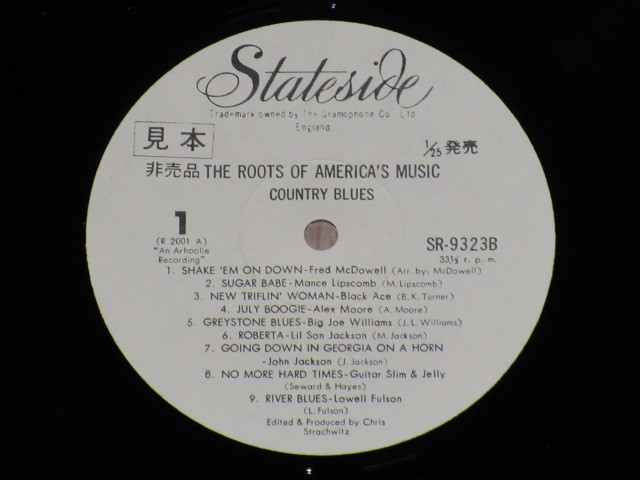 Stateside
Trademark owned by The Gramophone Co., Ltd.
England
見本
1/25 発売
非売品 THE ROOTS OF AMERICA'S MUSIC
COUNTRY BLUES
1
SR-9323B
(R 2001 A)
33⅓ r. p. m.
"An Arhoolie
Recording"
1. SHAKE 'EM ON DOWN-Fred McDowell (Arr. by: McDowell)
2. SUGAR BABE-Mance Lipscomb (M. Lipscomb)
3. NEW TRIFLIN' WOMAN-Black Ace (B. K. Turner)
4. JULY BOOGIE-Alex Moore (A. Moore)
5. GREYSTONE BLUES-Big Joe Williams (J. L. Williams)
6. ROBERTA-Lil Son Jackson (M. Jackson)
7. GOING DOWN IN GEORGIA ON A HORN
-John Jackson (J. Jackson)
8. NO MORE HARD TIMES-Guitar Slim & Jelly
(Seward & Hayes)
9. RIVER BLUES-Lowell Fulson
(L. Fulson)
Edited & Produced by Chris
Strachwitz